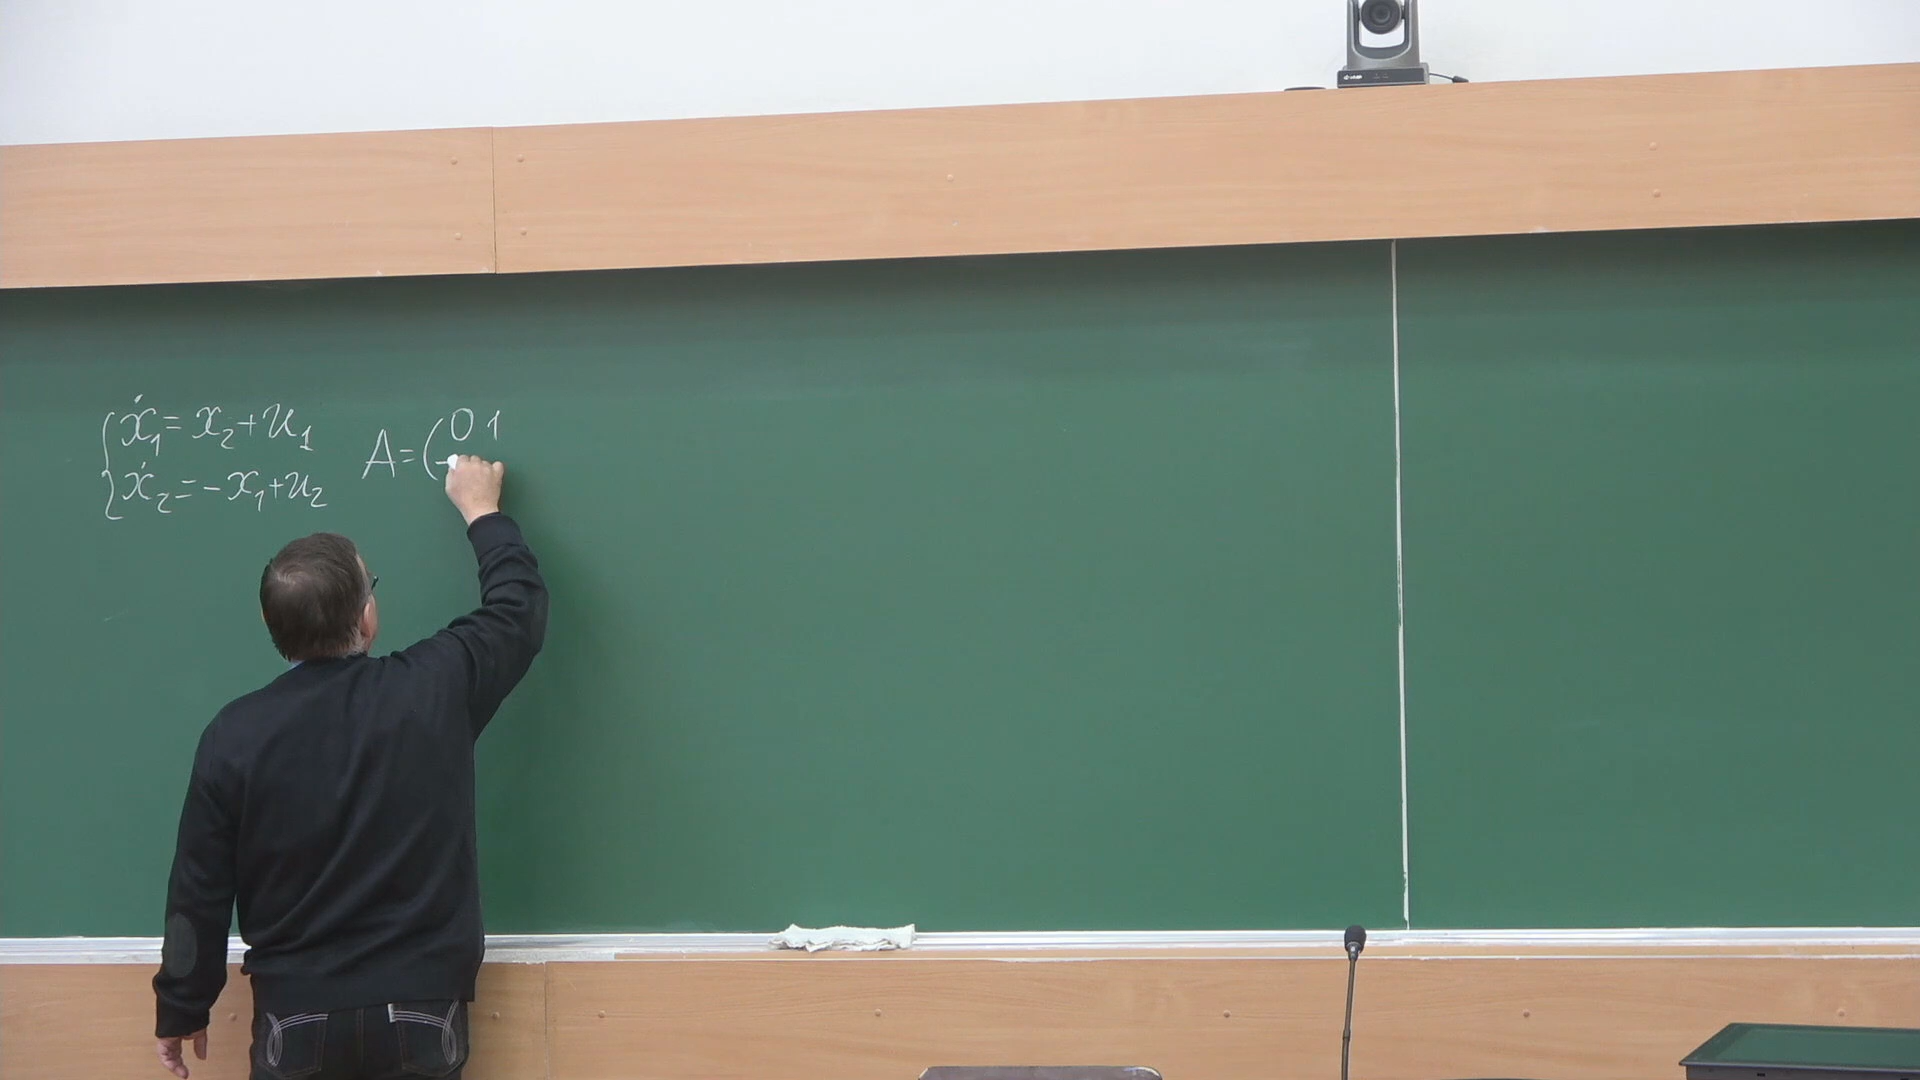 ẋ₁ = x₂ + u₁
ẋ₂ = -x₁ + u₂
A = ( 0 1
-